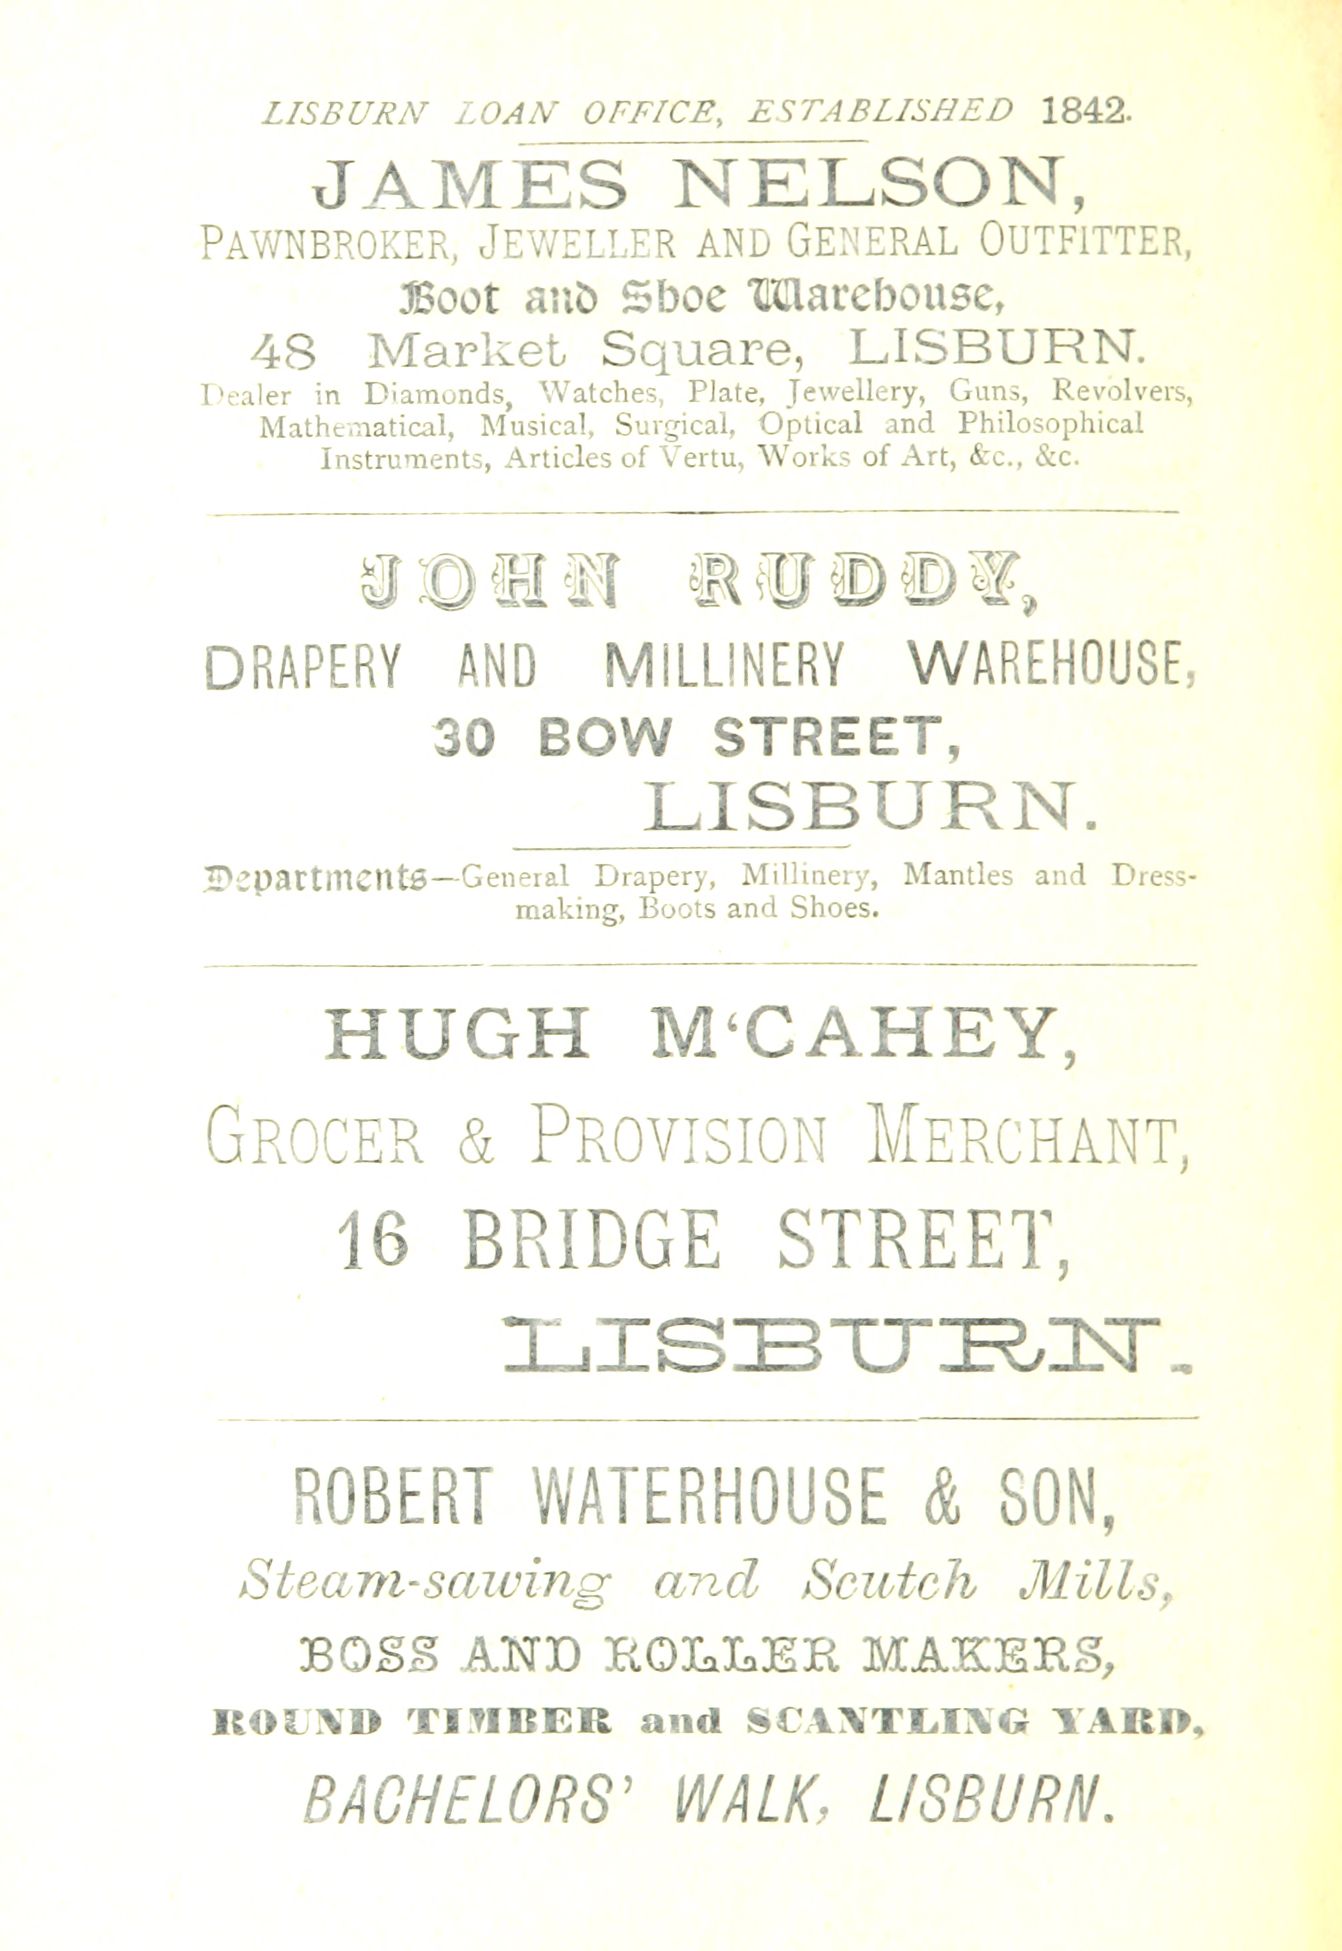 LISBURN LOAN OFFICE, ESTABLISHED 1842.
JAMES NELSON,
PAWNBROKER, JEWELLER AND GENERAL OUTFITTER,
Boot and Shoe Warehouse,
48 Market Square, LISBURN.
Dealer in Diamonds, Watches, Plate, Jewellery, Guns, Revolvers,
Mathematical, Musical, Surgical, Optical and Philosophical
Instruments, Articles of Vertu, Works of Art, &c., &c.
JOHN RUDDY,
DRAPERY AND MILLINERY WAREHOUSE,
30 BOW STREET,
LISBURN.
Departments—General Drapery, Millinery, Mantles and Dress-
making, Boots and Shoes.
HUGH M‘CAHEY,
GROCER & PROVISION MERCHANT,
16 BRIDGE STREET,
LISBURN.
ROBERT WATERHOUSE & SON,
Steam-sawing and Scutch Mills,
BOSS AND ROLLER MAKERS,
ROUND TIMBER and SCANTLING YARD,
BACHELORS’ WALK, LISBURN.